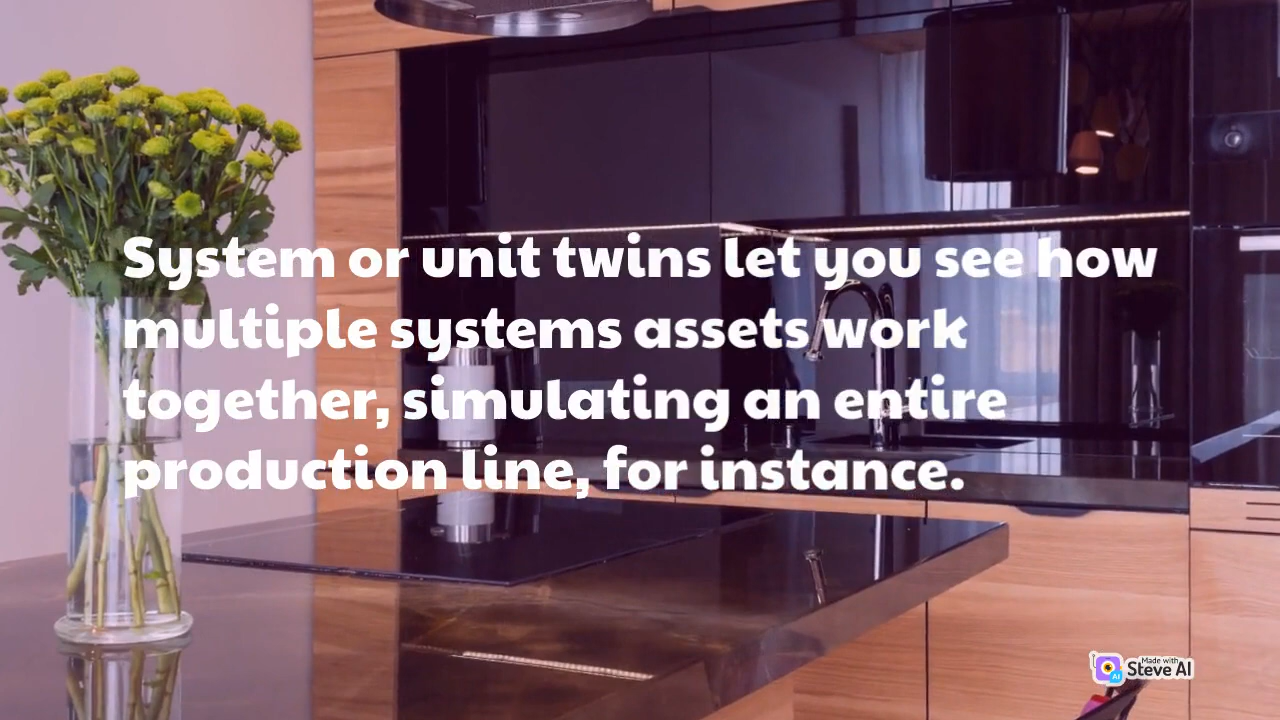 System or unit twins let you see how
multiple systems assets work
together, simulating an entire
production line, for instance.
Made with
Steve AI
AI